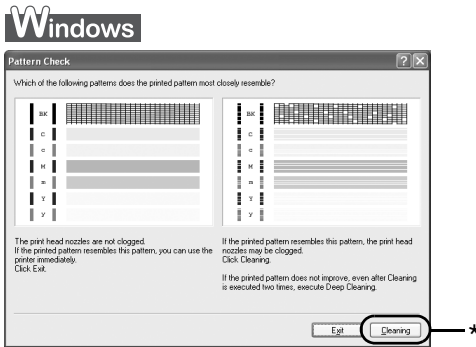 Windows
Pattern Check
Which of the following patterns does the printed pattern most closely resemble?
BK
C
c
M
m
Y
y
BK
C
c
M
m
Y
y
The print head nozzles are not clogged.
If the printed pattern resembles this pattern, you can use the
printer immediately.
Click Exit.
If the printed pattern resembles this pattern, the print head
nozzles may be clogged.
Click Cleaning.
If the printed pattern does not improve, even after Cleaning
is executed two times, execute Deep Cleaning.
Exit
Cleaning
*